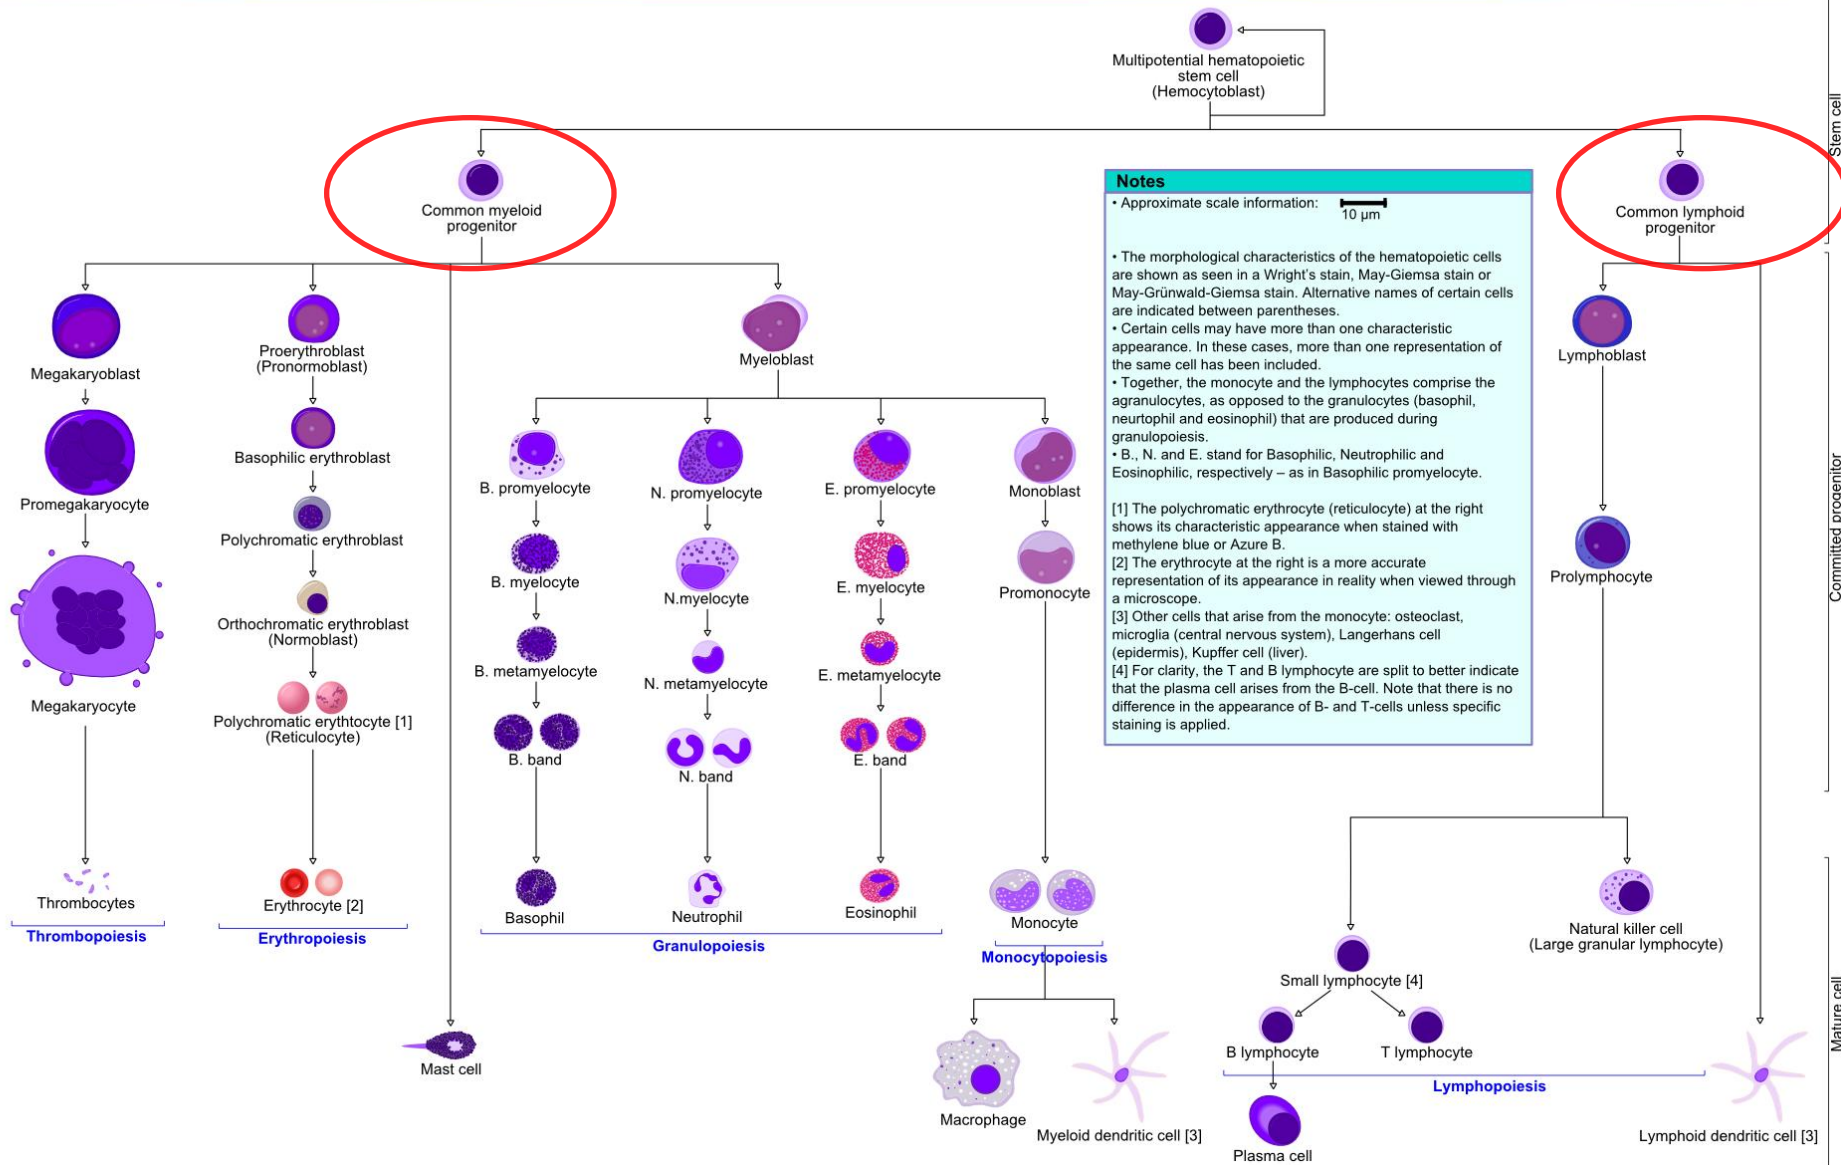 Multipotential hematopoietic
stem cell
(Hemocytoblast)
Common myeloid
progenitor
Common lymphoid
progenitor
Stem cell
Notes
• Approximate scale information:
10 µm
• The morphological characteristics of the hematopoietic cells
are shown as seen in a Wright's stain, May-Giemsa stain or
May-Grünwald-Giemsa stain. Alternative names of certain cells
are indicated between parentheses.
• Certain cells may have more than one characteristic
appearance. In these cases, more than one representation of
the same cell has been included.
• Together, the monocyte and the lymphocytes comprise the
agranulocytes, as opposed to the granulocytes (basophil,
neurtophil and eosinophil) that are produced during
granulopoiesis.
• B., N. and E. stand for Basophilic, Neutrophilic and
Eosinophilic, respectively – as in Basophilic promyelocyte.
[1] The polychromatic erythrocyte (reticulocyte) at the right
shows its characteristic appearance when stained with
methylene blue or Azure B.
[2] The erythrocyte at the right is a more accurate
representation of its appearance in reality when viewed through
a microscope.
[3] Other cells that arise from the monocyte: osteoclast,
microglia (central nervous system), Langerhans cell
(epidermis), Kupffer cell (liver).
[4] For clarity, the T and B lymphocyte are split to better indicate
that the plasma cell arises from the B-cell. Note that there is no
difference in the appearance of B- and T-cells unless specific
staining is applied.
Megakaryoblast
Proerythroblast
(Pronormoblast)
Myeloblast
Lymphoblast
Promegakaryocyte
Basophilic erythroblast
B. promyelocyte
N. promyelocyte
E. promyelocyte
Monoblast
Polychromatic erythroblast
B. myelocyte
N.myelocyte
E. myelocyte
Promonocyte
Prolymphocyte
Committed progenitor
Orthochromatic erythroblast
(Normoblast)
B. metamyelocyte
N. metamyelocyte
E. metamyelocyte
Megakaryocyte
Polychromatic erythtocyte [1]
(Reticulocyte)
B. band
N. band
E. band
Thrombocytes
Erythrocyte [2]
Basophil
Neutrophil
Eosinophil
Monocyte
Natural killer cell
(Large granular lymphocyte)
Thrombopoiesis
Erythropoiesis
Granulopoiesis
Monocytopoiesis
Small lymphocyte [4]
Mature cell
B lymphocyte
T lymphocyte
Mast cell
Lymphopoiesis
Macrophage
Myeloid dendritic cell [3]
Plasma cell
Lymphoid dendritic cell [3]